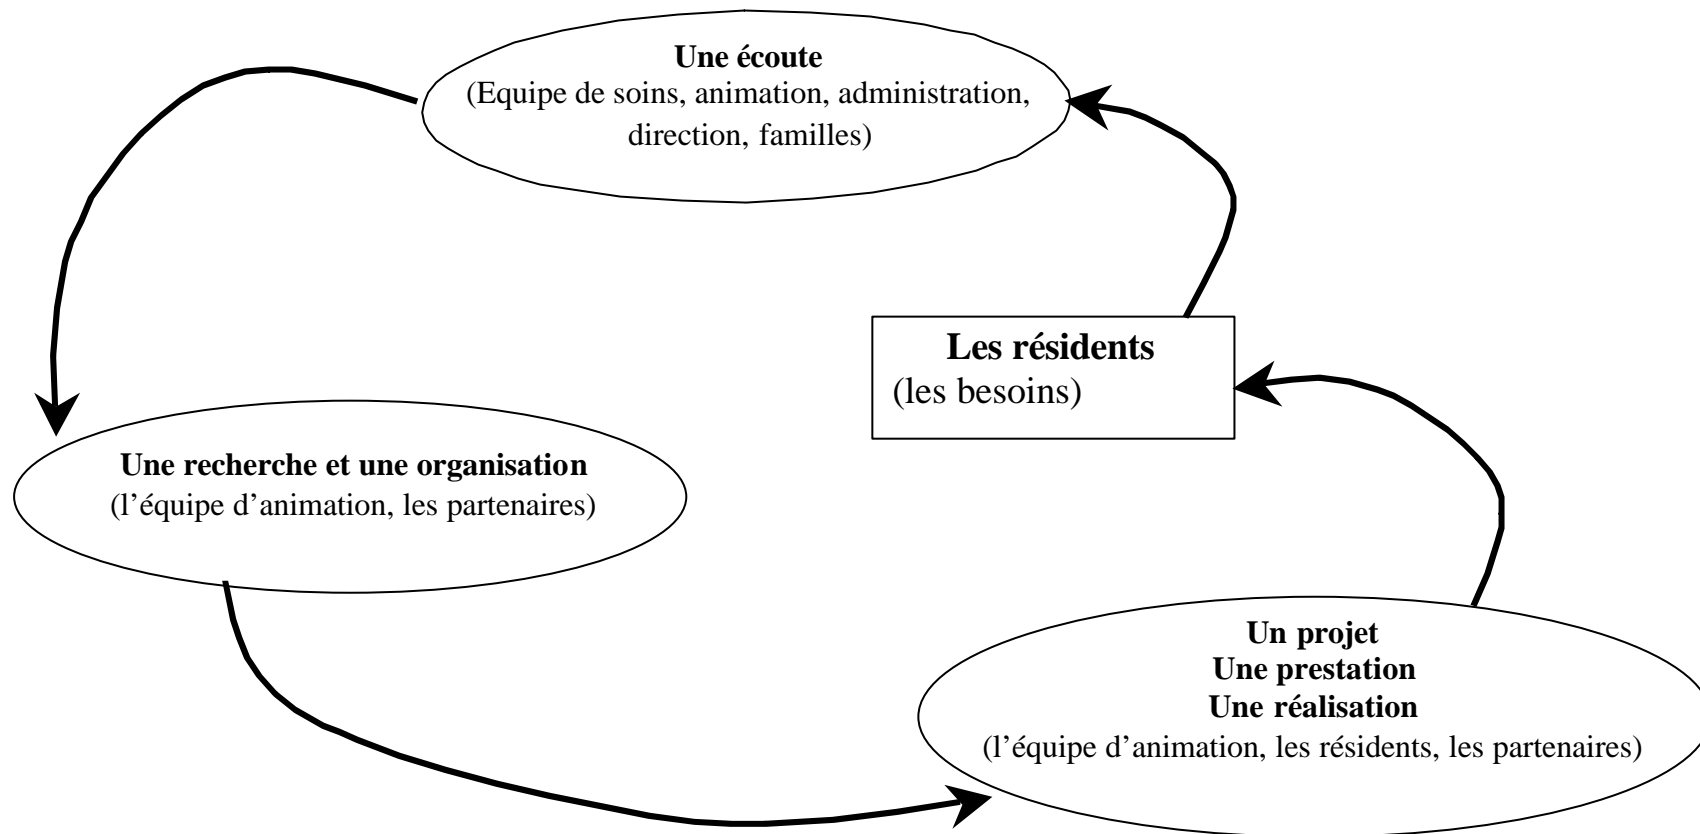 Une écoute
(Equipe de soins, animation, administration,
direction, familles)
Les résidents
(les besoins)
Une recherche et une organisation
(l’équipe d’animation, les partenaires)
Un projet
Une prestation
Une réalisation
(l’équipe d’animation, les résidents, les partenaires)